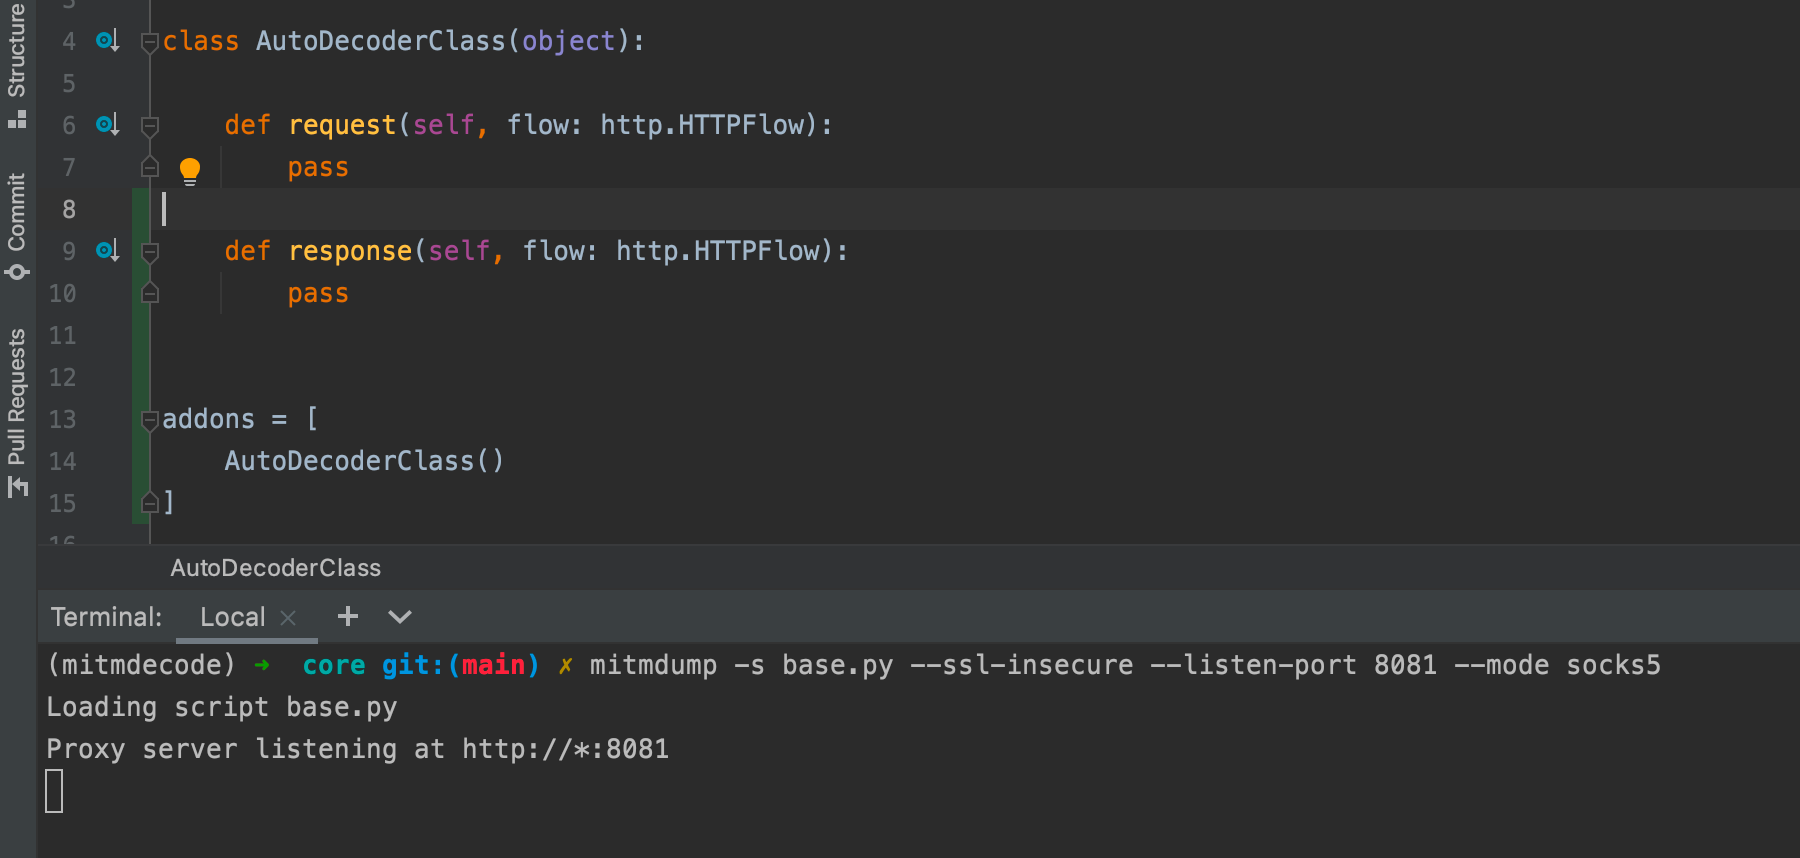 Structure
Commit
Pull Requests
3
4 class AutoDecoderClass(object):
5
6 def request(self, flow: http.HTTPFlow):
7 pass
8
9 def response(self, flow: http.HTTPFlow):
10 pass
11
12
13 addons = [
14 AutoDecoderClass()
15 ]
16
AutoDecoderClass
Terminal: Local × + 
(mitmdecode) ➜ core git:(main) ✗ mitmdump -s base.py --ssl-insecure --listen-port 8081 --mode socks5
Loading script base.py
Proxy server listening at http://*:8081